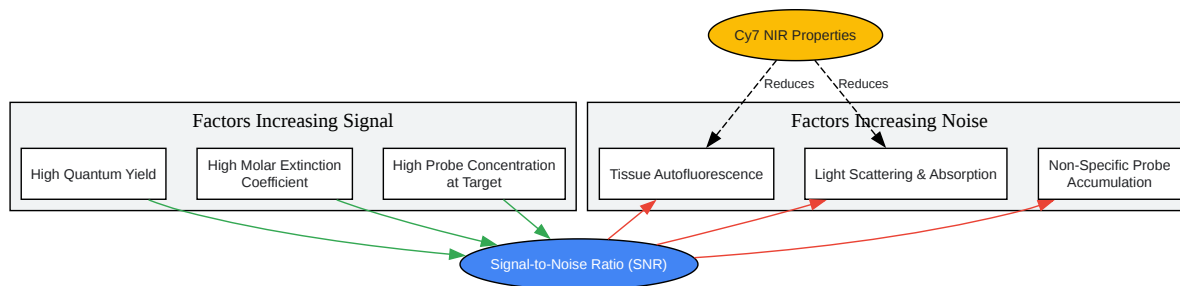 Cy7 NIR Properties
Reduces
Reduces
Factors Increasing Signal
High Quantum Yield
High Molar Extinction
Coefficient
High Probe Concentration
at Target
Factors Increasing Noise
Tissue Autofluorescence
Light Scattering & Absorption
Non-Specific Probe
Accumulation
Signal-to-Noise Ratio (SNR)